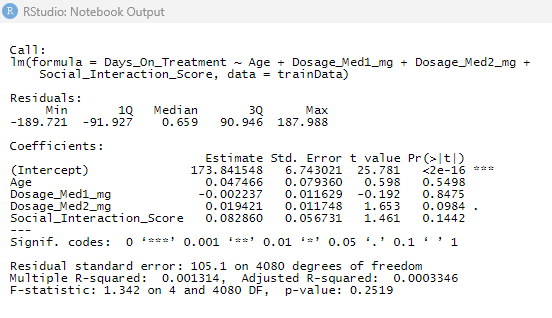 R RStudio: Notebook Output
Call:
lm(formula = Days_On_Treatment ~ Age + Dosage_Med1_mg + Dosage_Med2_mg +
    Social_Interaction_Score, data = trainData)
Residuals:
     Min       1Q   Median       3Q      Max
-189.721  -91.927    0.659   90.946  187.988
Coefficients:
                           Estimate Std. Error t value Pr(>|t|)
(Intercept)              173.841548   6.743021  25.781   <2e-16 ***
Age                        0.047466   0.079360   0.598   0.5498
Dosage_Med1_mg            -0.002237   0.011629  -0.192   0.8475
Dosage_Med2_mg             0.019421   0.011748   1.653   0.0984 .
Social_Interaction_Score   0.082860   0.056731   1.461   0.1442
---
Signif. codes:  0 ‘***’ 0.001 ‘**’ 0.01 ‘*’ 0.05 ‘.’ 0.1 ‘ ’ 1
Residual standard error: 105.1 on 4080 degrees of freedom
Multiple R-squared:  0.001314,	Adjusted R-squared:  0.0003346
F-statistic: 1.342 on 4 and 4080 DF,  p-value: 0.2519